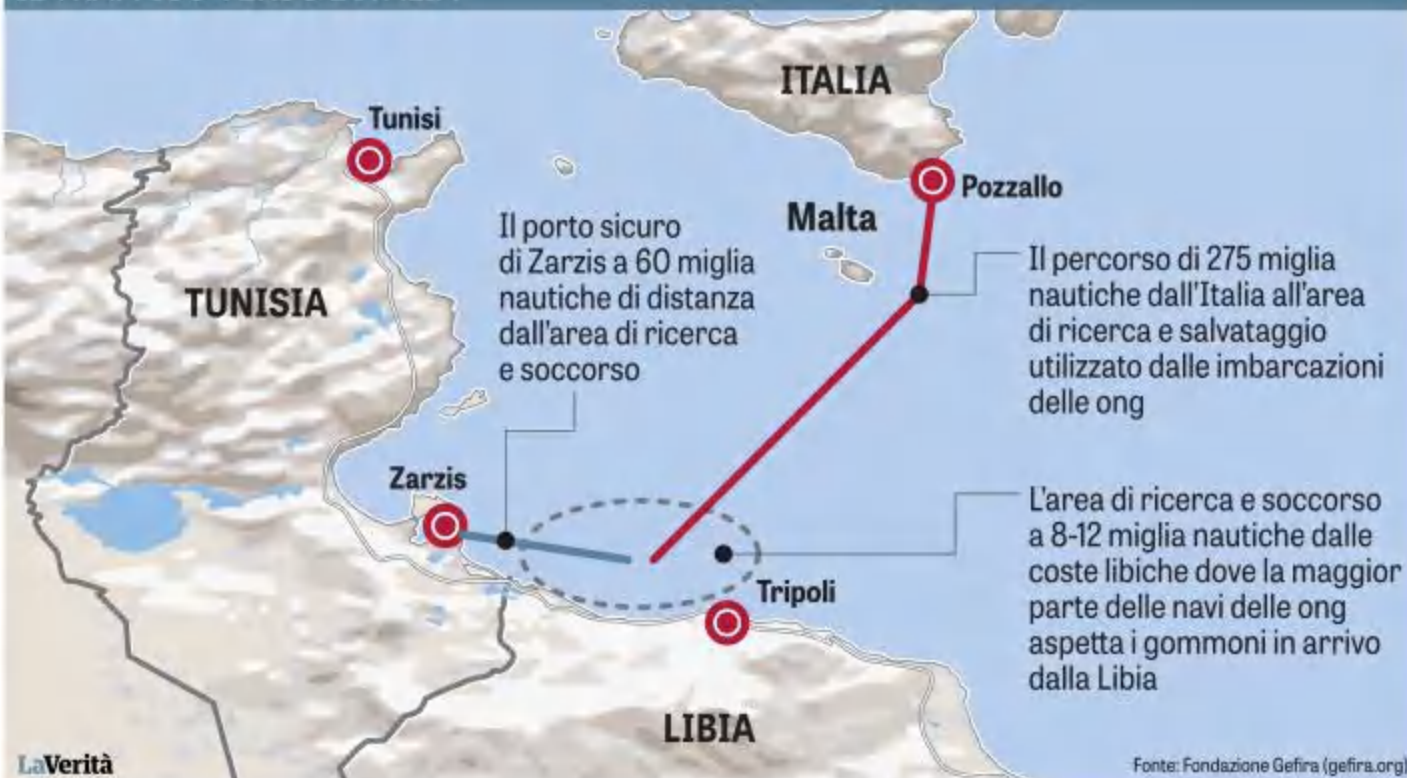 ITALIA
Tunisi
Pozzallo
Malta
Il porto sicuro
di Zarzis a 60 miglia
nautiche di distanza
dall'area di ricerca
e soccorso
Il percorso di 275 miglia
nautiche dall'Italia all'area
di ricerca e salvataggio
utilizzato dalle imbarcazioni
delle ong
TUNISIA
Zarzis
L'area di ricerca e soccorso
a 8-12 miglia nautiche dalle
coste libiche dove la maggior
parte delle navi delle ong
aspetta i gommoni in arrivo
dalla Libia
Tripoli
LIBIA
LaVerità
Fonte: Fondazione Gefira (gefira.org)